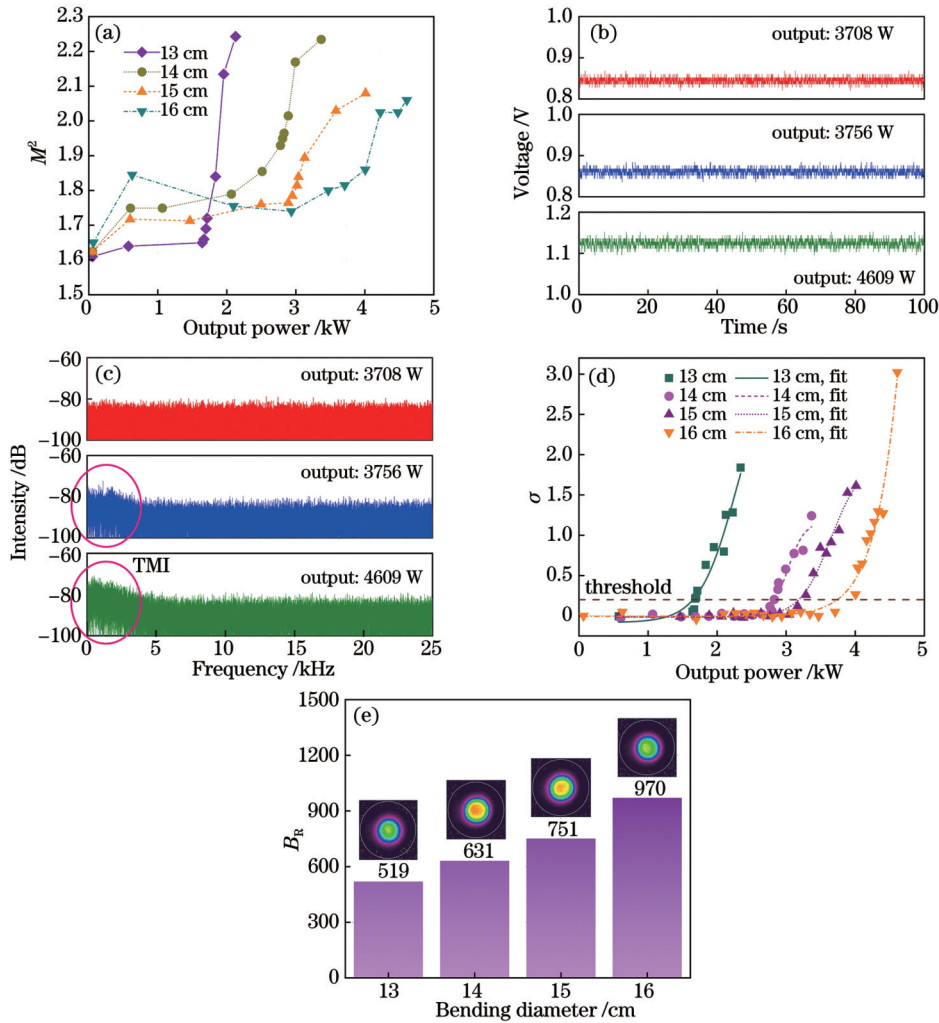 (a)
13 cm
14 cm
15 cm
16 cm
2.3
2.2
2.1
2.0
1.9
1.8
1.7
1.6
1.5
M²
0 1 2 3 4 5
Output power /kW
(b)
output: 3708 W
output: 3756 W
output: 4609 W
1.0
0.9
0.8
0.9
0.8
1.2
1.1
1.0
Voltage /V
0 20 40 60 80 100
Time /s
(c)
output: 3708 W
output: 3756 W
TMI
output: 4609 W
−60
−80
−100
−60
−80
−100
−60
−80
−100
Intensity /dB
0 5 10 15 20 25
Frequency /kHz
(d)
13 cm 13 cm, fit
14 cm 14 cm, fit
15 cm 15 cm, fit
16 cm 16 cm, fit
threshold
3.0
2.5
2.0
1.5
1.0
0.5
0
σ
0 1 2 3 4 5
Output power /kW
(e)
1500
1200
900
600
300
0
B_R
519
631
751
970
13 14 15 16
Bending diameter /cm